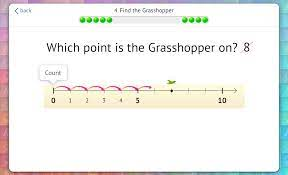 back
4. Find the Grasshopper
Which point is the Grasshopper on? 8
Count
0 1 2 3 4 5 10